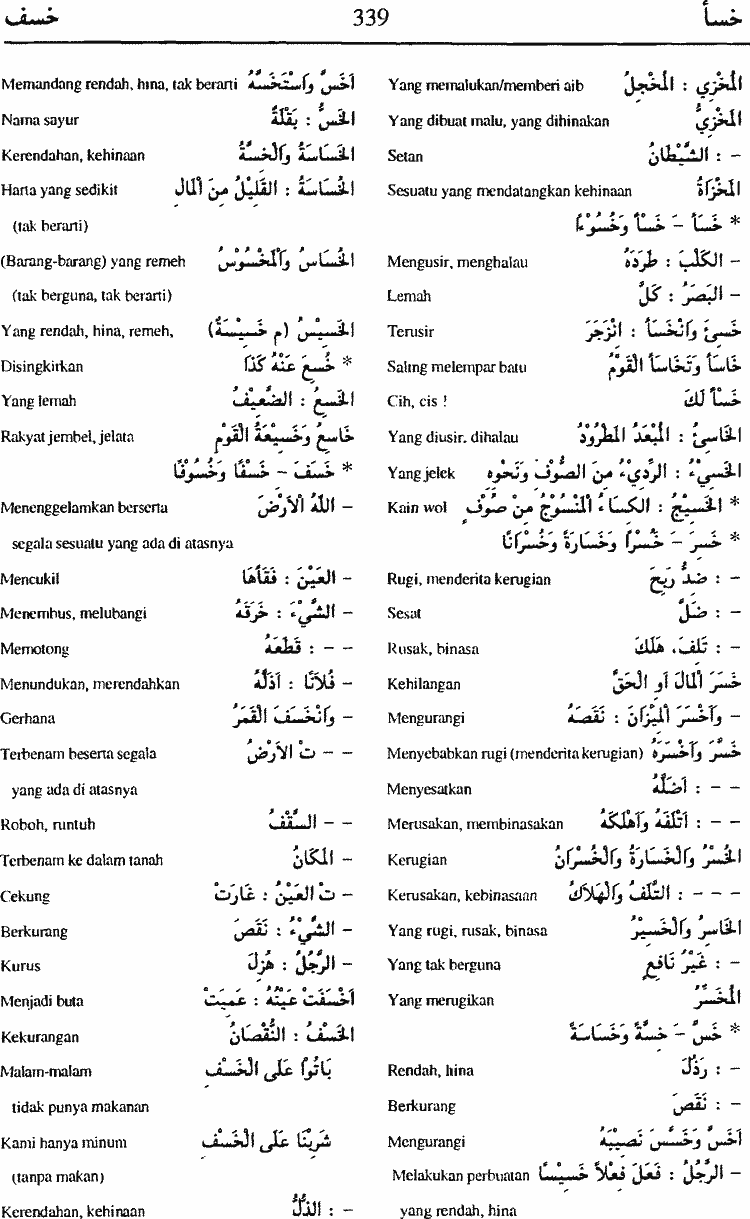 خسأ 339 خسف
المُخْزِي : المُخْجِلُ Yang memalukan/memberi aib
المَخْزِيُّ Yang dibuat malu, yang dihinakan
– : الشَّيْطَانُ Setan
المَخْزَاةُ Sesuatu yang mendatangkan kehinaan
* خَسَأَ – خَسْأً وَخُسُوْءًا
– الكَلْبَ : طَرَدَهُ Mengusir, menghalau
– البَصَرُ : كَلَّ Lemah
خَسِئَ وَانْخَسَأَ : انْزَجَرَ Terusir
خَاسَأَ وَتَخَاسَأَ القَوْمُ Saling melempar batu
خَسْأً لَكَ Cih, cis !
الخَاسِئُ : المُبْعَدُ المَطْرُوْدُ Yang diusir, dihalau
الخَسِيْءُ : الرَّدِيْءُ مِنَ الصُّوْفِ وَنَحْوِهِ Yang jelek
* الخَسِيْجُ : الكِسَاءُ المَنْسُوْجُ مِنْ صُوْفٍ Kain wol
* خَسِرَ – خُسْرًا وَخَسَارَةً وَخُسْرَانًا
– : ضِدُّ رَبِحَ Rugi, menderita kerugian
– : ضَلَّ Sesat
– : تَلِفَ، هَلَكَ Rusak, binasa
خَسِرَ المَالَ اَوِ الحَقَّ Kehilangan
– وَاَخْسَرَ المِيْزَانَ : نَقَصَهُ Mengurangi
خَسَّرَ وَاَخْسَرَهُ Menyebabkan rugi (menderita kerugian)
– – : اَضَلَّهُ Menyesatkan
– – : اَتْلَفَهُ وَاَهْلَكَهُ Merusakan, membinasakan
الخُسْرُ وَالخَسَارَةُ وَالخُسْرَانُ Kerugian
– – – : التَّلَفُ وَالهَلاَكُ Kerusakan, kebinasaan
الخَاسِرُ وَالخَسِيْرُ Yang rugi, rusak, binasa
– : غَيْرُ نَافِعٍ Yang tak berguna
المُخَسِّرُ Yang merugikan
* خَسَّ – خِسَّةً وَخَسَاسَةً
– : رَذُلَ Rendah, hina
– : نَقَصَ Berkurang
اَخَسَّ وَخَسَّسَ نَصِيْبَهُ Mengurangi
– الرَّجُلُ : فَعَلَ فِعْلاً خَسِيْسًا Melakukan perbuatan
yang rendah, hina
اَخَسَّ وَاسْتَخَسَّهُ Memandang rendah, hina, tak berarti
الخَسُّ : بَقْلَةٌ Nama sayur
الخَسَاسَةُ وَالخِسَّةُ Kerendahan, kehinaan
الخُسَاسَةُ : القَلِيْلُ مِنَ المَالِ Harta yang sedikit
(tak berarti)
الخُسَاسُ وَالمَخْسُوْسُ (Barang-barang) yang remeh
(tak berguna, tak berarti)
الخَسِيْسُ (م خَسِيْسَةٌ) Yang rendah, hina, remeh,
* خُسِعَ عَنْهُ كَذَا Disingkirkan
الخَسِعُ : الضَّعِيْفُ Yang lemah
خَاسِعُ وَخَسِيْعَةُ القَوْمِ Rakyat jembel, jelata
* خَسَفَ – خَسْفًا وَخُسُوْفًا
– اللهُ الأَرْضَ Menenggelamkan berserta
segala sesuatu yang ada di atasnya
– العَيْنَ : فَقَأَهَا Mencukil
– الشَّيْءَ : خَرَقَهُ Menembus, melubangi
– – : قَطَعَهُ Memotong
– فُلاَنًا : اَذَلَّهُ Menundukan, merendahkan
– وَانْخَسَفَ القَمَرُ Gerhana
– – تْ الأَرْضُ Terbenam beserta segala
yang ada di atasnya
– – السَّقْفُ Roboh, runtuh
– المَكَانُ Terbenam ke dalam tanah
– تْ العَيْنُ : غَارَتْ Cekung
– الشَّيْءُ : نَقَصَ Berkurang
– الرَّجُلُ : هَزِلَ Kurus
اَخْسَفَتْ عَيْنُهُ : عَمِيَتْ Menjadi buta
الخَسْفُ : النُّقْصَانُ Kekurangan
بَاتُوْا عَلَى الْخَسْفِ Malam-malam
tidak punya makanan
شَرِبْنَا عَلَى الْخَسْفِ Kami hanya minum
(tanpa makan)
– : الذُّلُّ Kerendahan, kehinaan